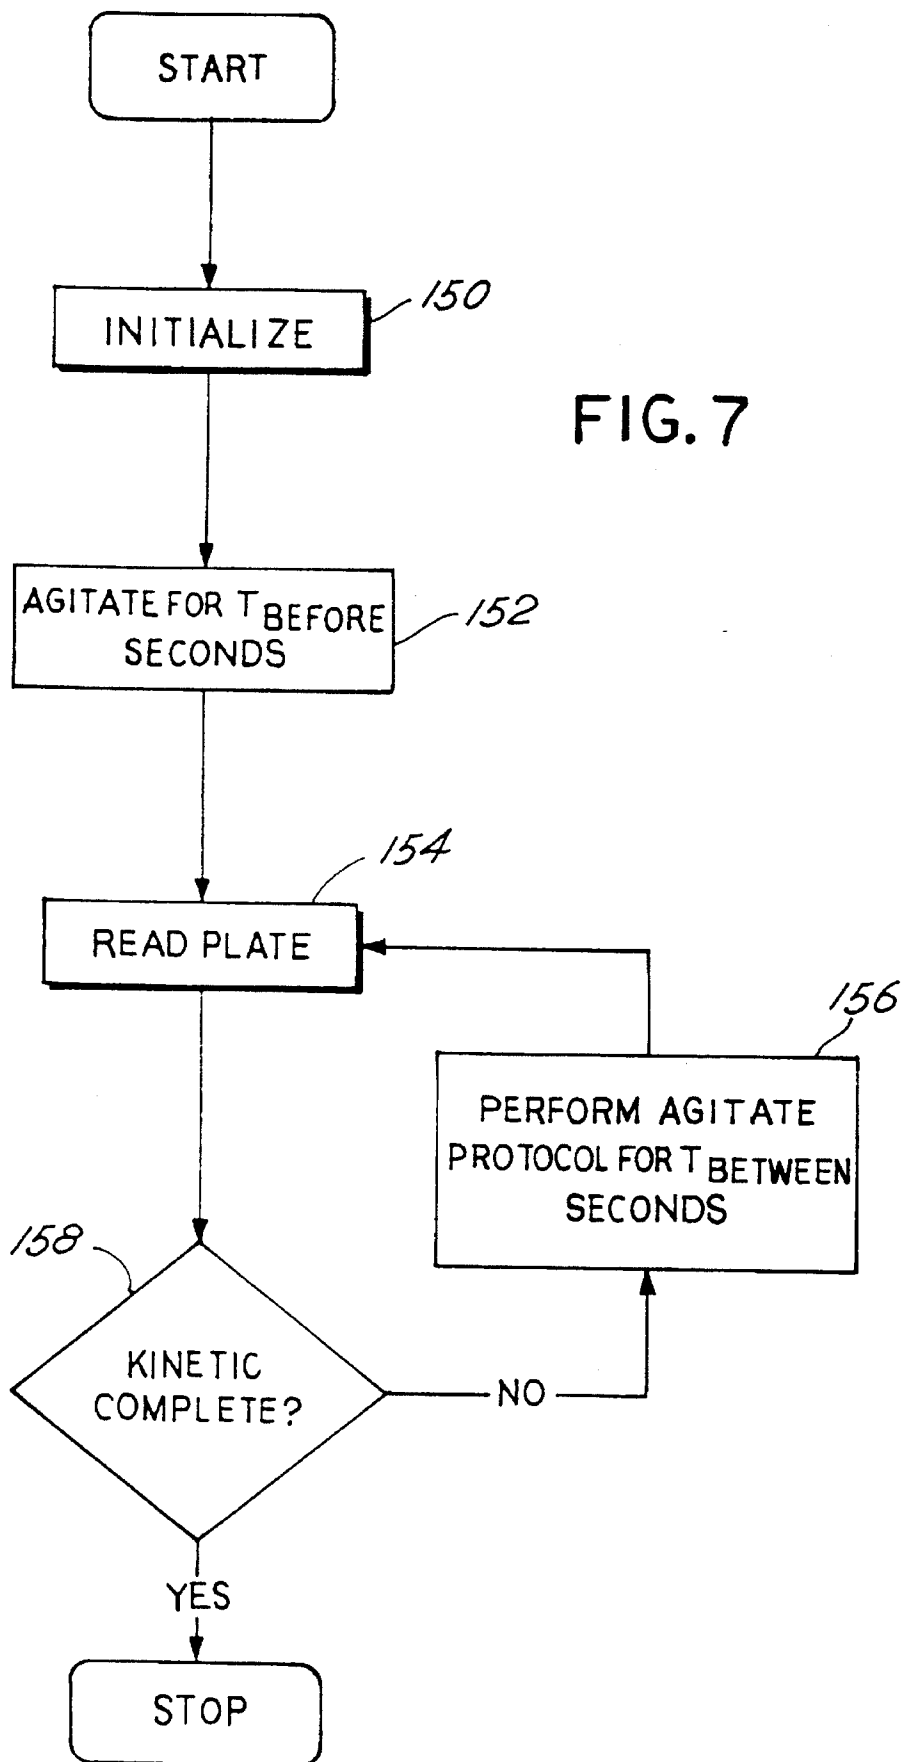 START
INITIALIZE
150
FIG. 7
AGITATE FOR T BEFORE
SECONDS
152
154
READ PLATE
156
PERFORM AGITATE
PROTOCOL FOR T BETWEEN
SECONDS
158
KINETIC
COMPLETE?
NO
YES
STOP